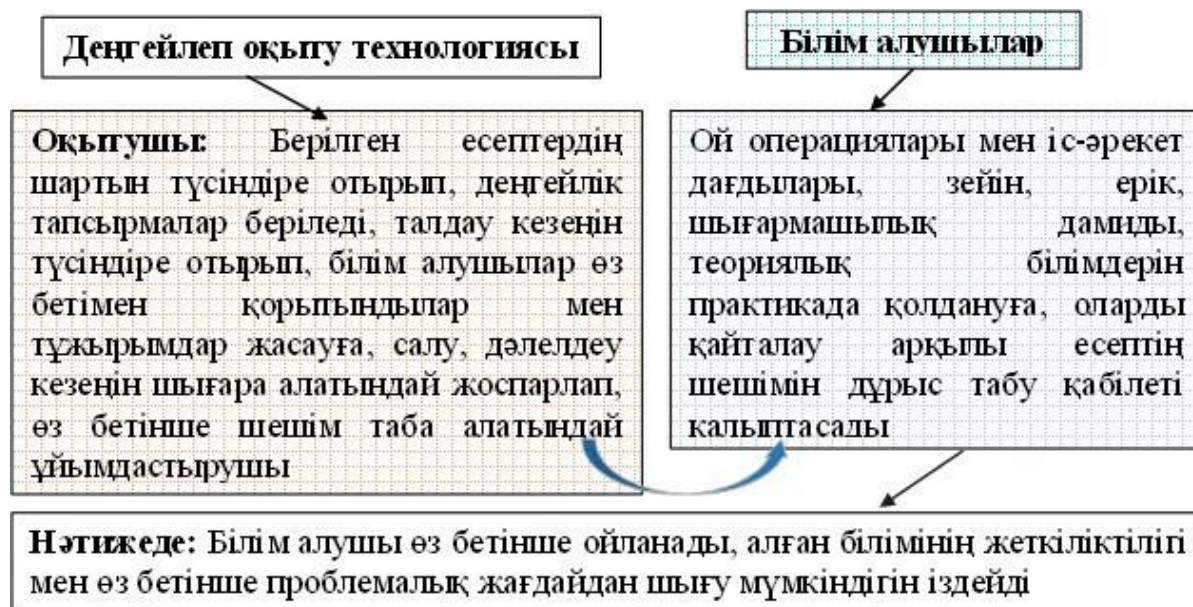 Деңгейлеп оқыту технологиясы
Білім алушылар
Оқытушы: Берілген есептердің
шартын түсіндіре отырып, деңгейлік
тапсырмалар беріледі, талдау кезеңін
түсіндіре отырып, білім алушылар өз
бетімен қорытындылар мен
тұжырымдар жасауға, салу, дәлелдеу
кезеңін шығара алатындай жоспарлап,
өз бетінше шешім таба алатындай
ұйымдастырушы
Ой операциялары мен іс-әрекет
дағдылары, зейін, ерік,
шығармашылық дамиды,
теориялық білімдерін
практикада қолдануға, оларды
қайталау арқылы есептің
шешімін дұрыс табу қабілеті
қалыптасады
Нәтижеде: Білім алушы өз бетінше ойланады, алған білімінің жеткіліктілігі
мен өз бетінше проблемалық жағдайдан шығу мүмкіндігін іздейді